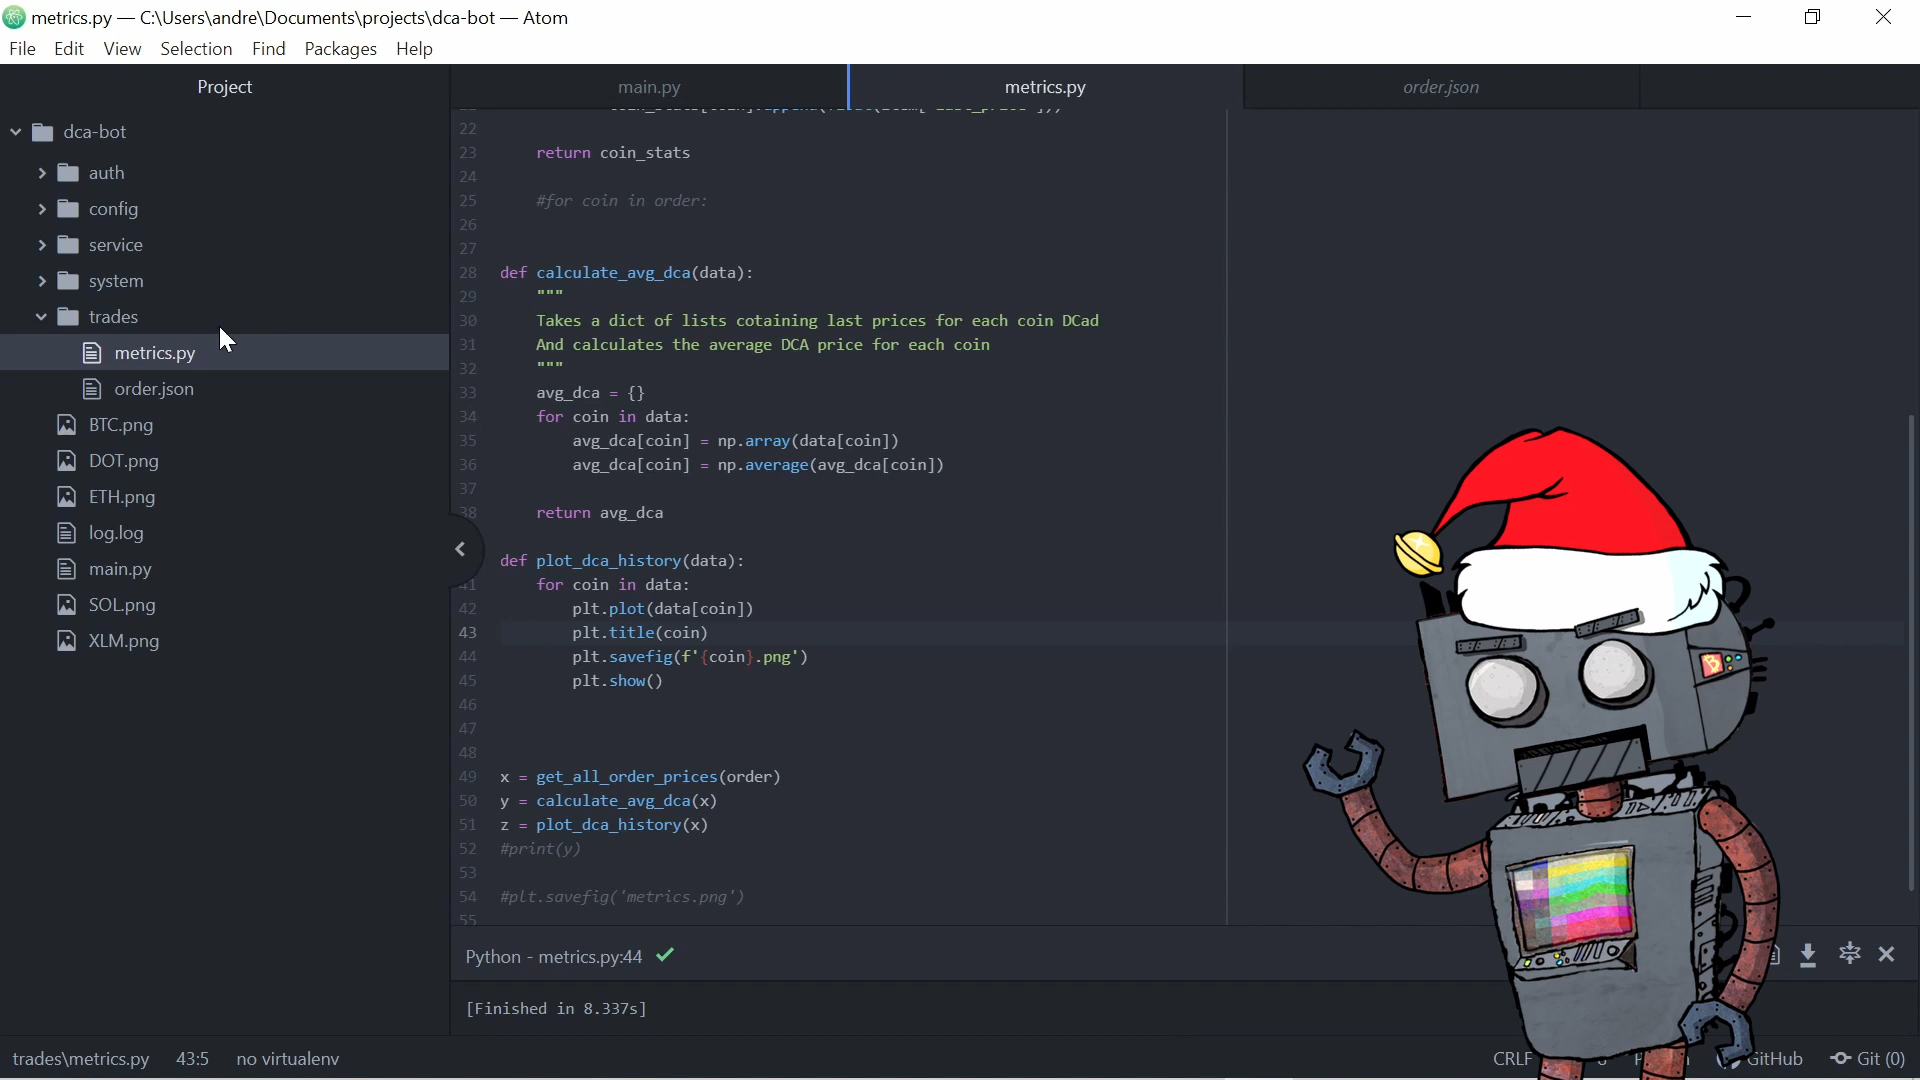 metrics.py — C:\Users\andre\Documents\projects\dca-bot — Atom
File Edit View Selection Find Packages Help
Project
main.py
metrics.py
order.json
dca-bot
auth
config
service
system
trades
metrics.py
order.json
BTC.png
DOT.png
ETH.png
log.log
main.py
SOL.png
XLM.png
22
23 return coin_stats
24
25 #for coin in order:
26
27
28 def calculate_avg_dca(data):
29 """
30 Takes a dict of lists cotaining last prices for each coin DCad
31 And calculates the average DCA price for each coin
32 """
33 avg_dca = {}
34 for coin in data:
35 avg_dca[coin] = np.array(data[coin])
36 avg_dca[coin] = np.average(avg_dca[coin])
37
38 return avg_dca
def plot_dca_history(data):
41 for coin in data:
42 plt.plot(data[coin])
43 plt.title(coin)
44 plt.savefig(f'{coin}.png')
45 plt.show()
46
47
48
49 x = get_all_order_prices(order)
50 y = calculate_avg_dca(x)
51 z = plot_dca_history(x)
52 #print(y)
53
54 #plt.savefig('metrics.png')
55
Python - metrics.py:44
[Finished in 8.337s]
trades\metrics.py 43:5 no virtualenv
CRLF GitHub Git (0)